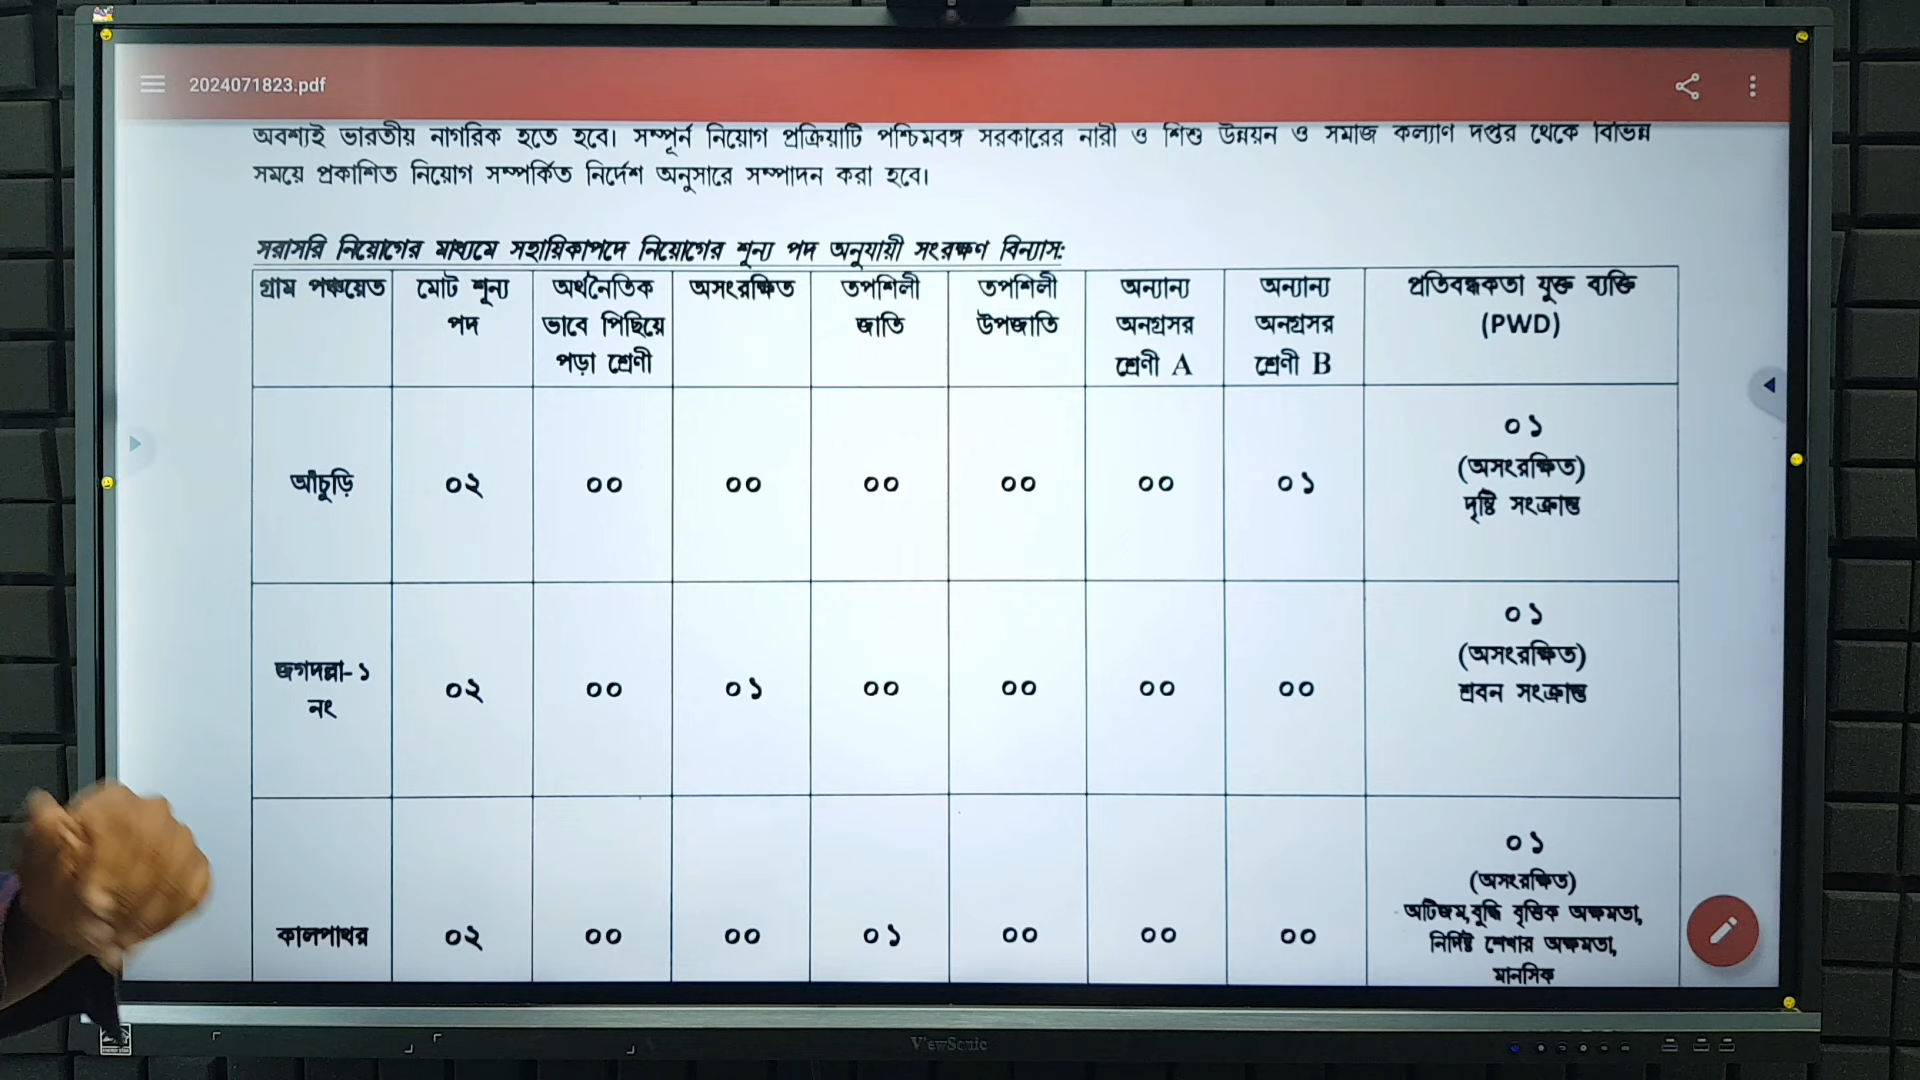 2024071823.pdf
অবশ্যই ভারতীয় নাগরিক হতে হবে। সম্পূর্ন নিয়োগ প্রক্রিয়াটি পশ্চিমবঙ্গ সরকারের নারী ও শিশু উন্নয়ন ও সমাজ কল্যাণ দপ্তর থেকে বিভিন্ন
সময়ে প্রকাশিত নিয়োগ সম্পর্কিত নির্দেশ অনুসারে সম্পাদন করা হবে।
সরাসরি নিয়োগের মাধ্যমে সহায়িকাপদে নিয়োগের শূন্য পদ অনুযায়ী সংরক্ষণ বিন্যাস:
গ্রাম পঞ্চায়েত মোট শূন্য পদ অর্থনৈতিক ভাবে পিছিয়ে পড়া শ্রেণী অসংরক্ষিত তপশিলী জাতি তপশিলী উপজাতি অন্যান্য অনগ্রসর শ্রেণী A অন্যান্য অনগ্রসর শ্রেণী B প্রতিবন্ধকতা যুক্ত ব্যক্তি (PWD)
আঁচুড়ি ০২ ০০ ০০ ০০ ০০ ০০ ০১ ০১ (অসংরক্ষিত) দৃষ্টি সংক্রান্ত
জগদল্লা-১ নং ০২ ০০ ০১ ০০ ০০ ০০ ০০ ০১ (অসংরক্ষিত) শ্রবন সংক্রান্ত
কালপাথর ০২ ০০ ০০ ০১ ০০ ০০ ০০ ০১ (অসংরক্ষিত) অটিজম,বুদ্ধি বৃত্তিক অক্ষমতা, নির্দিষ্ট শেখার অক্ষমতা, মানসিক
ViewSonic